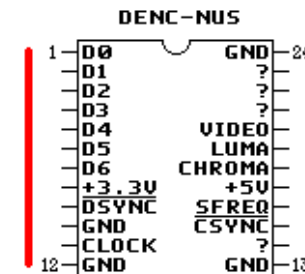 DENC-NUS
1 D0 GND 24
D1 ?
D2 ?
D3 ?
D4 VIDEO
D5 LUMA
D6 CHROMA
+3.3V +5V
DSYNC SFREQ
GND CSYNC
CLOCK ?
12 GND GND 13